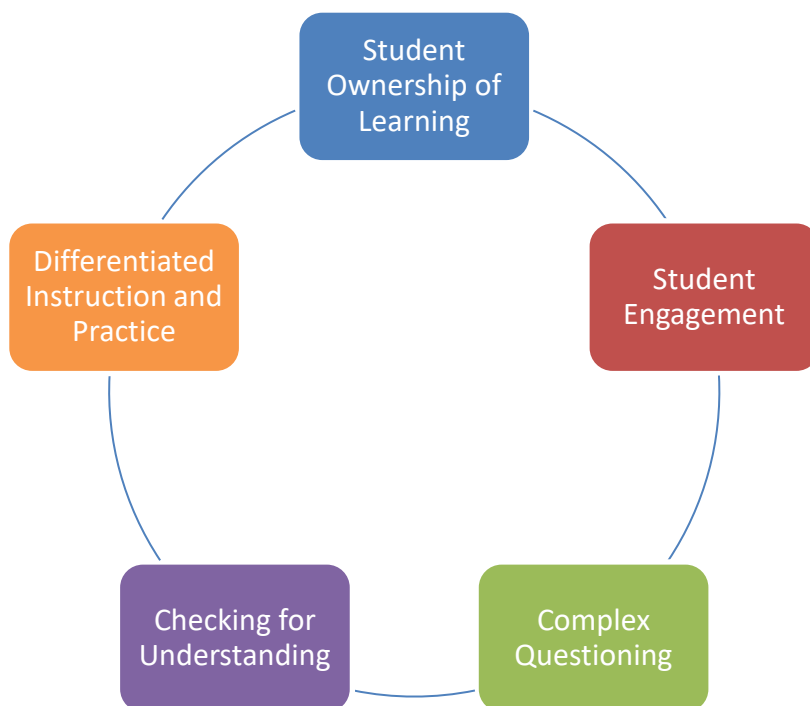 Student
Ownership of
Learning
Student
Engagement
Complex
Questioning
Checking for
Understanding
Differentiated
Instruction and
Practice